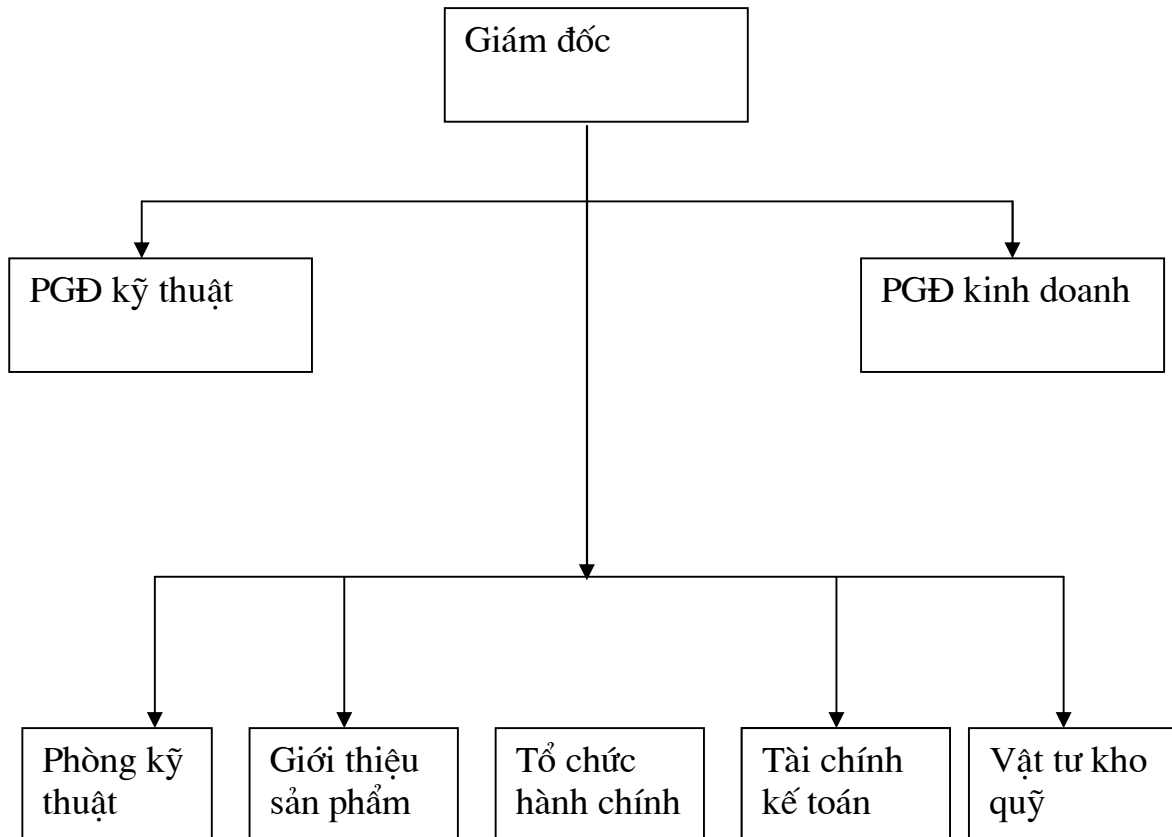 Giám đốc
PGĐ kỹ thuật
PGĐ kinh doanh
Phòng kỹ
thuật
Giới thiệu
sản phẩm
Tổ chức
hành chính
Tài chính
kế toán
Vật tư kho
quỹ